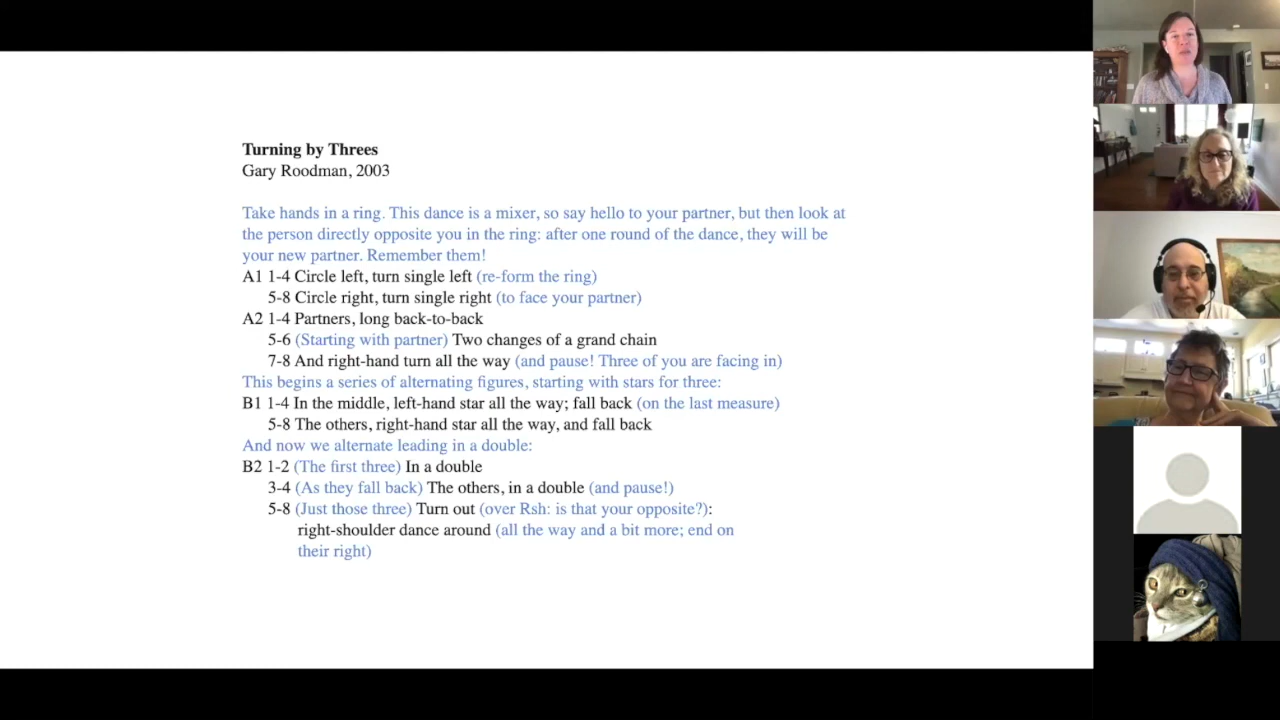 Turning by Threes
Gary Roodman, 2003
Take hands in a ring. This dance is a mixer, so say hello to your partner, but then look at
the person directly opposite you in the ring: after one round of the dance, they will be
your new partner. Remember them!
A1 1-4 Circle left, turn single left (re-form the ring)
5-8 Circle right, turn single right (to face your partner)
A2 1-4 Partners, long back-to-back
5-6 (Starting with partner) Two changes of a grand chain
7-8 And right-hand turn all the way (and pause! Three of you are facing in)
This begins a series of alternating figures, starting with stars for three:
B1 1-4 In the middle, left-hand star all the way; fall back (on the last measure)
5-8 The others, right-hand star all the way, and fall back
And now we alternate leading in a double:
B2 1-2 (The first three) In a double
3-4 (As they fall back) The others, in a double (and pause!)
5-8 (Just those three) Turn out (over Rsh: is that your opposite?):
right-shoulder dance around (all the way and a bit more; end on
their right)